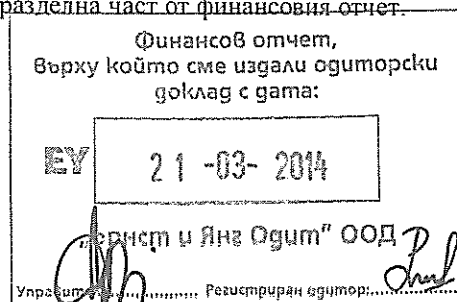 разделна част от финансовия отчет.
Финансов отчет,
върху който сме издали одиторски
доклад с дата:
EY
21 -03- 2014
„Ернст и Янг Одит" ООД
Управител: Регистриран одитор: